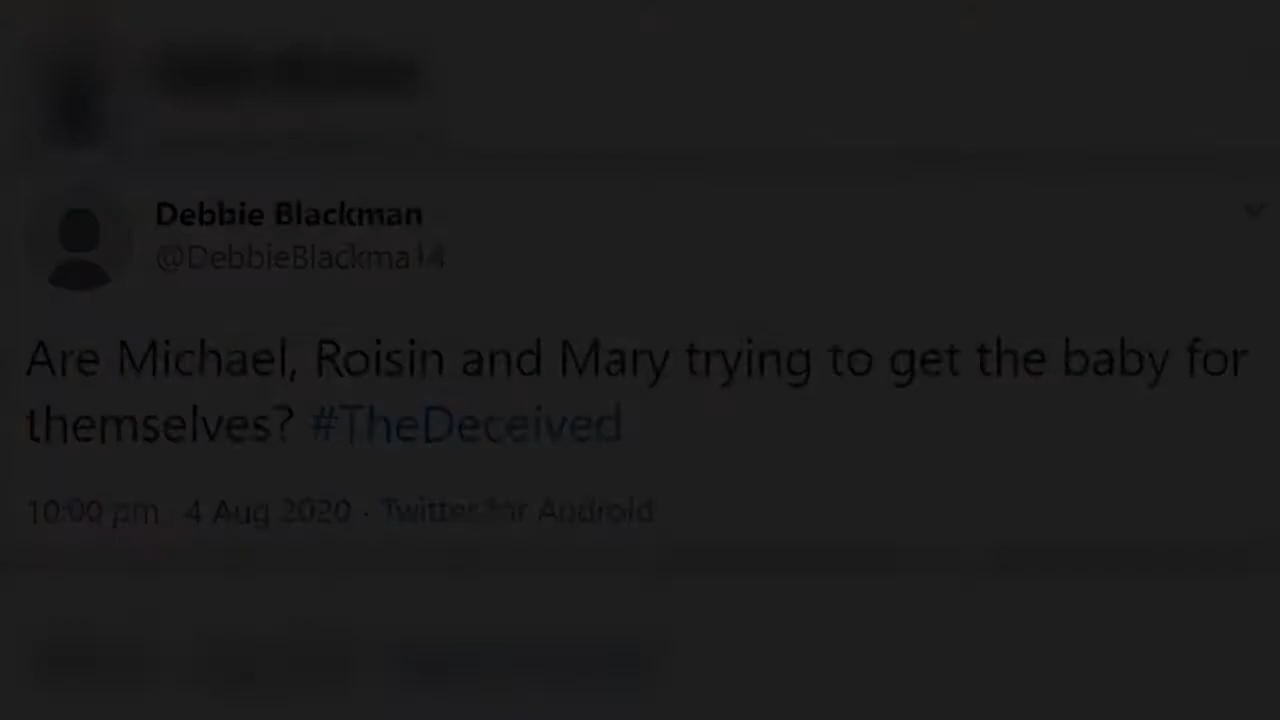 Debbie Blackman
@DebbieBlackma14
Are Michael, Roisin and Mary trying to get the baby for
themselves? #TheDeceived
10:00 pm · 4 Aug 2020 · Twitter for Android